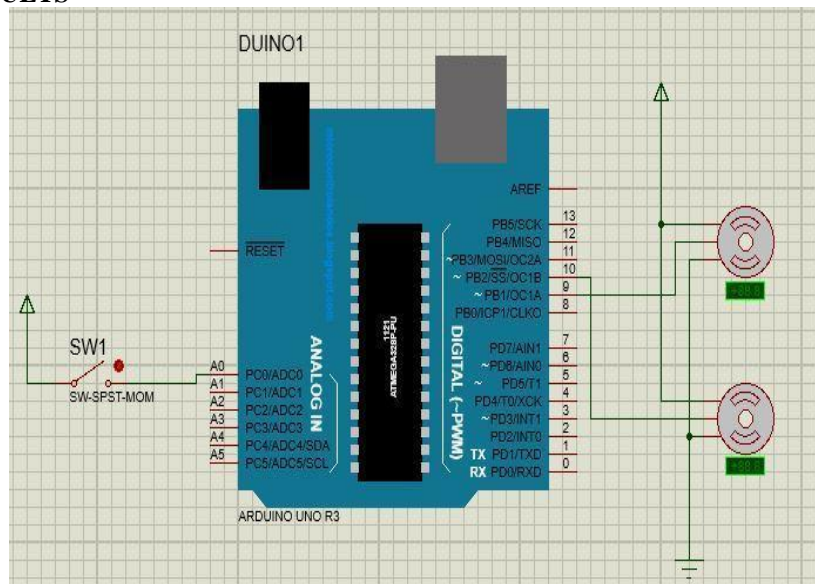 DUINO1
AREF
13
PB5/SCK
12
PB4/MISO
11
~PB3/MOSI/OC2A
10
~ PB2/SS/OC1B
9
~ PB1/OC1A
8
PB0/ICP1/CLKO
7
PD7/AIN1
6
~PD6/AIN0
5
~ PD5/T1
4
PD4/T0/XCK
3
~PD3/INT1
2
PD2/INT0
1
TX PD1/TXD
0
RX PD0/RXD
RESET
1121
ATMEGA328P-PU
DIGITAL (~PWM)
ANALOG IN
A0
PC0/ADC0
A1
PC1/ADC1
A2
PC2/ADC2
A3
PC3/ADC3
A4
PC4/ADC4/SDA
A5
PC5/ADC5/SCL
SW1
SW-SPST-MOM
ARDUINO UNO R3